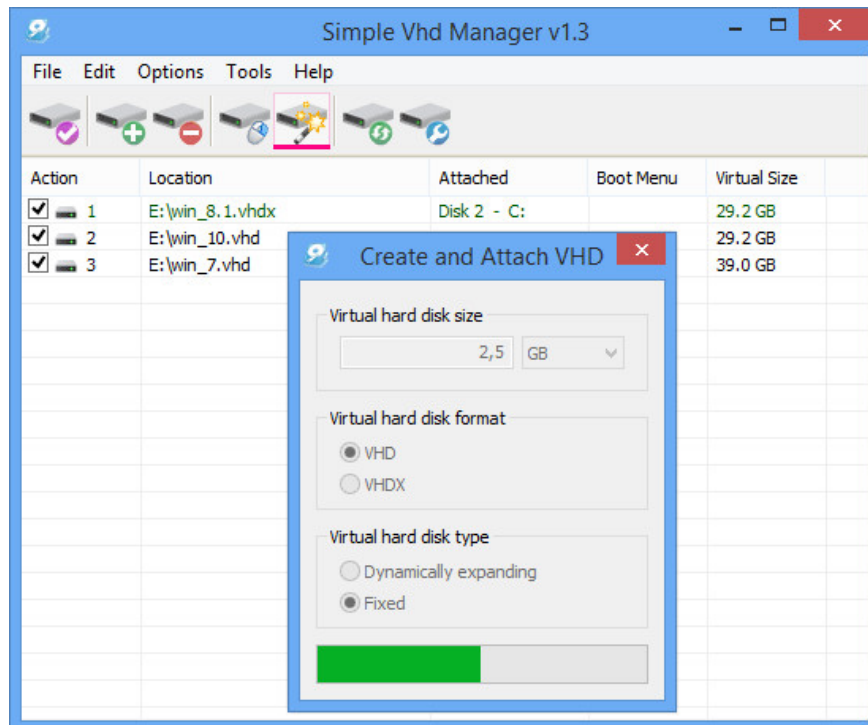 Simple Vhd Manager v1.3
File Edit Options Tools Help
Action Location Attached Boot Menu Virtual Size
1 E:\win_8.1.vhdx Disk 2 - C: 29.2 GB
2 E:\win_10.vhd 29.2 GB
3 E:\win_7.vhd 39.0 GB
Create and Attach VHD
Virtual hard disk size
2,5 GB
Virtual hard disk format
VHD
VHDX
Virtual hard disk type
Dynamically expanding
Fixed